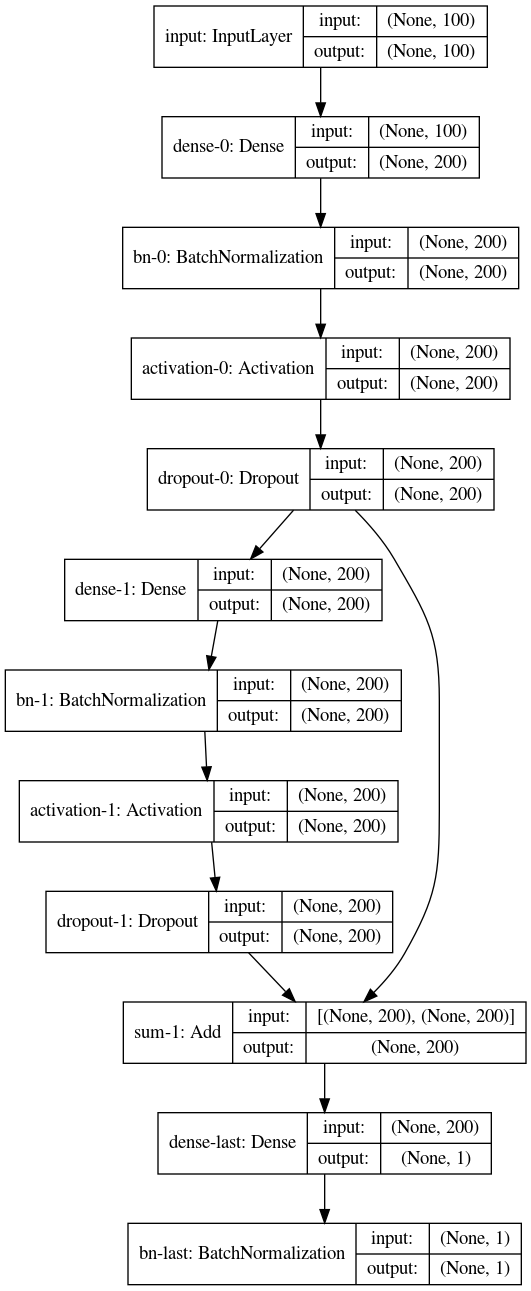 input: InputLayer
input: (None, 100)
output: (None, 100)
dense-0: Dense
input: (None, 100)
output: (None, 200)
bn-0: BatchNormalization
input: (None, 200)
output: (None, 200)
activation-0: Activation
input: (None, 200)
output: (None, 200)
dropout-0: Dropout
input: (None, 200)
output: (None, 200)
dense-1: Dense
input: (None, 200)
output: (None, 200)
bn-1: BatchNormalization
input: (None, 200)
output: (None, 200)
activation-1: Activation
input: (None, 200)
output: (None, 200)
dropout-1: Dropout
input: (None, 200)
output: (None, 200)
sum-1: Add
input: [(None, 200), (None, 200)]
output: (None, 200)
dense-last: Dense
input: (None, 200)
output: (None, 1)
bn-last: BatchNormalization
input: (None, 1)
output: (None, 1)